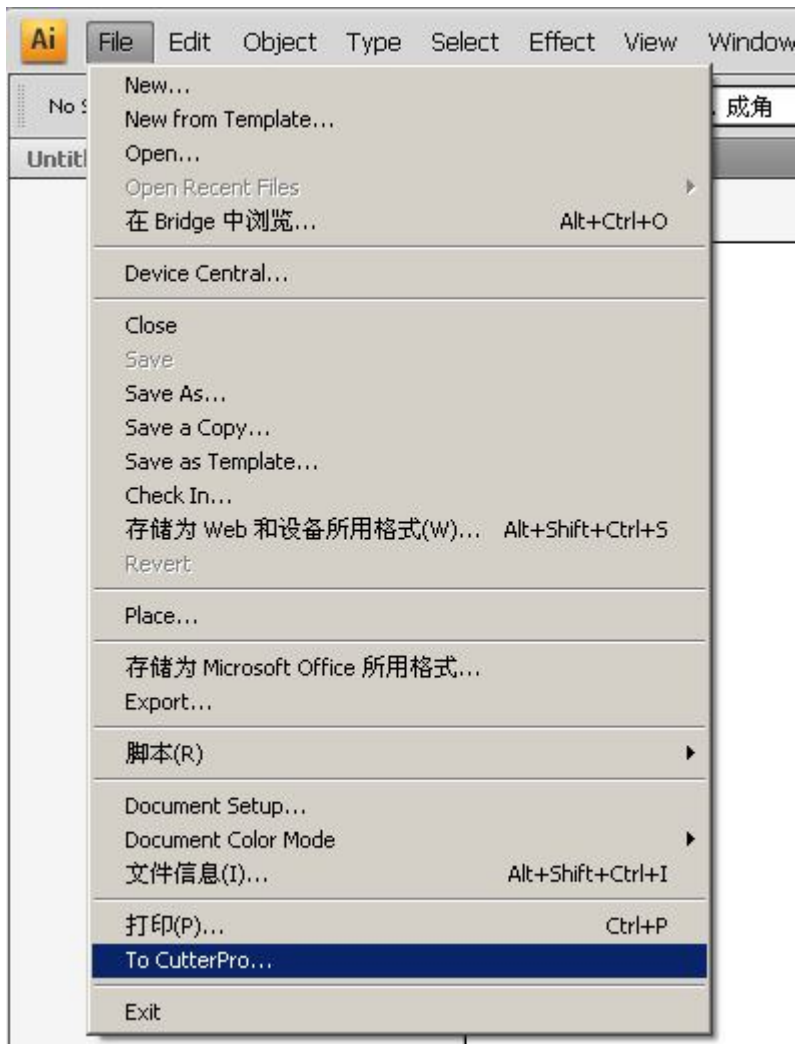 Ai File Edit Object Type Select Effect View Window
No S
成角
Untitl
New...
New from Template...
Open...
Open Recent Files
在 Bridge 中浏览... Alt+Ctrl+O
Device Central...
Close
Save
Save As...
Save a Copy...
Save as Template...
Check In...
存储为 Web 和设备所用格式(W)... Alt+Shift+Ctrl+S
Revert
Place...
存储为 Microsoft Office 所用格式...
Export...
脚本(R)
Document Setup...
Document Color Mode
文件信息(I)... Alt+Shift+Ctrl+I
打印(P)... Ctrl+P
To CutterPro...
Exit